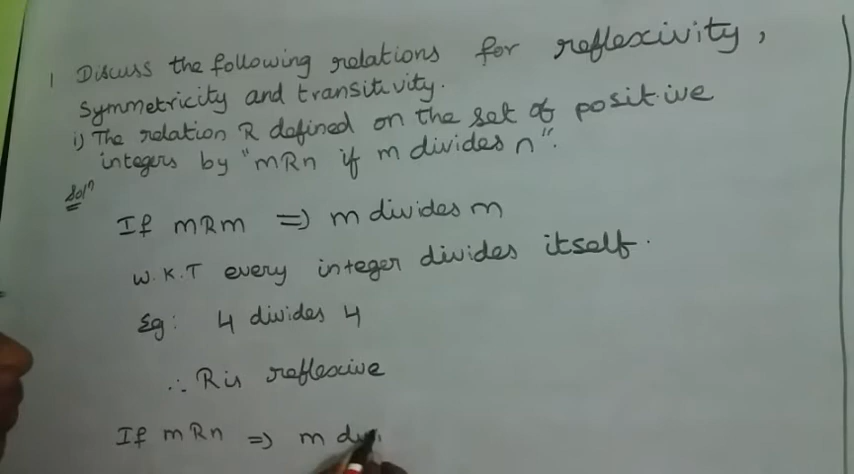 1 Discuss the following relations for reflexivity,
symmetricity and transitivity.
i) The relation R defined on the set of positive
integers by "mRn if m divides n".
Soln
If mRm => m divides m
W.K.T every integer divides itself.
Eg: 4 divides 4
∴ R is reflexive
If mRn => m